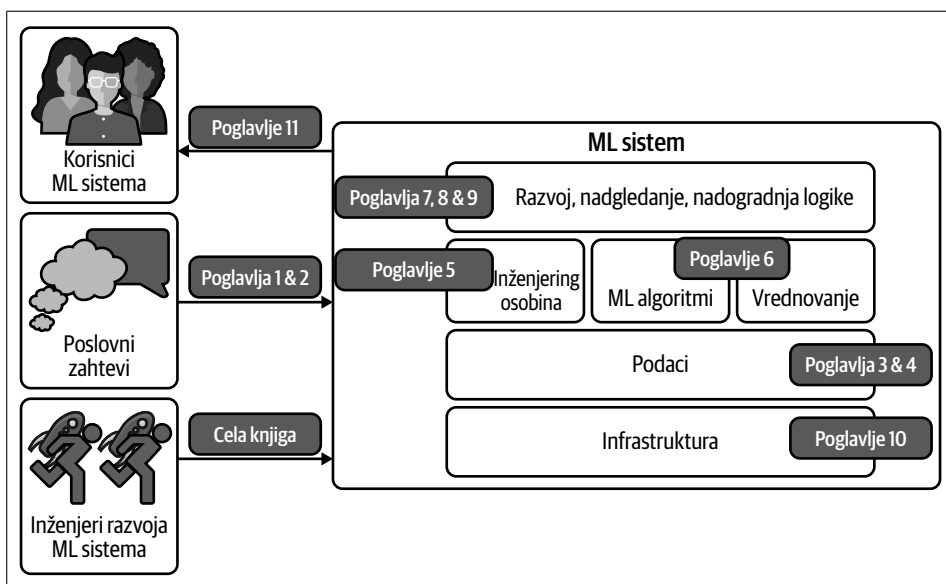 Korisnici
ML sistema
Poglavlje 11
Poslovni
zahtevi
Poglavlja 1 & 2
Inženjeri razvoja
ML sistema
Cela knjiga
ML sistem
Poglavlja 7, 8 & 9
Razvoj, nadgledanje, nadogradnja logike
Poglavlje 5
Inženjering
osobina
Poglavlje 6
ML algoritmi
Vrednovanje
Podaci
Poglavlja 3 & 4
Infrastruktura
Poglavlje 10